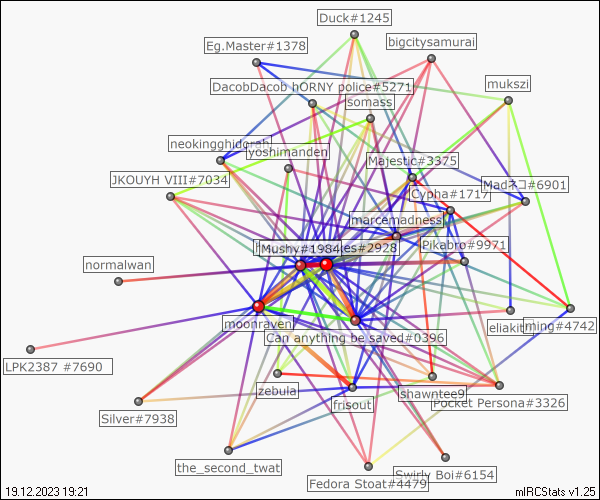 Duck#1245
bigcitysamurai
Eg.Master#1378
DacobDacob hORNY police#5271
mukszi
somass
neokingghidorah
yoshimanden
Majestic#3375
JKOUYH VIII#7034
Madネコ#6901
Cypha#1717
marcemadness
Mushy#1984
es#2928
Pikabro#9971
normalwan
moonraven
Can anything be saved#0396
ming#4742
LPK2387 #7690
zebula
shawntee9
frisout
Pocket Persona#3326
Silver#7938
the_second_twat
Swirly Boi#6154
Fedora Stoat#4479
19.12.2023 19:21
mIRCStats v1.25